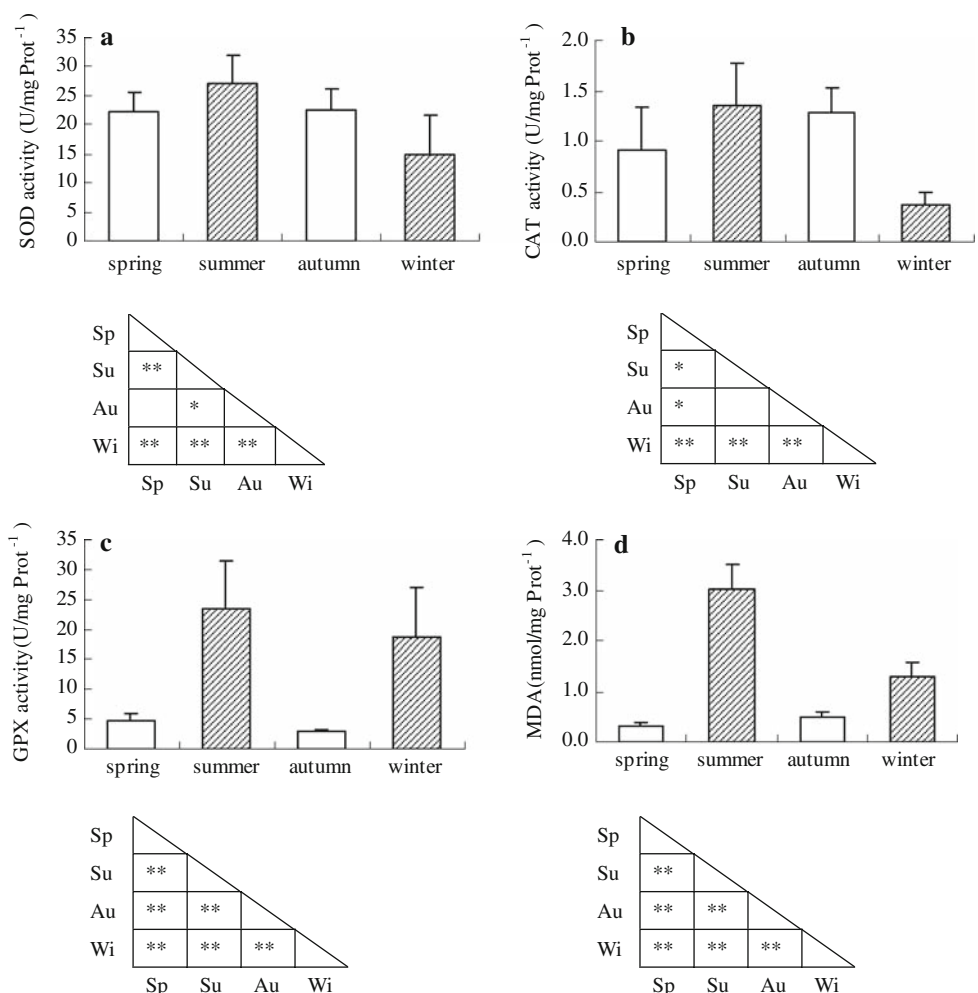 a
SOD activity (U/mg Prot-1)
35
30
25
20
15
10
5
0
spring summer autumn winter
Sp
Su **
Au *
Wi ** ** **
Sp Su Au Wi
b
CAT activity (U/mg Prot-1)
2.0
1.5
1.0
0.5
0.0
spring summer autumn winter
Sp
Su *
Au *
Wi ** ** **
Sp Su Au Wi
c
GPX activity(U/mg Prot-1)
35
30
25
20
15
10
5
0
spring summer autumn winter
Sp
Su **
Au ** **
Wi ** ** **
Sp Su Au Wi
d
MDA(nmol/mg Prot-1)
4.0
3.0
2.0
1.0
0.0
spring summer autumn winter
Sp
Su **
Au ** **
Wi ** ** **
Sp Su Au Wi